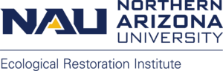 NAU NORTHERN
ARIZONA
UNIVERSITY
Ecological Restoration Institute